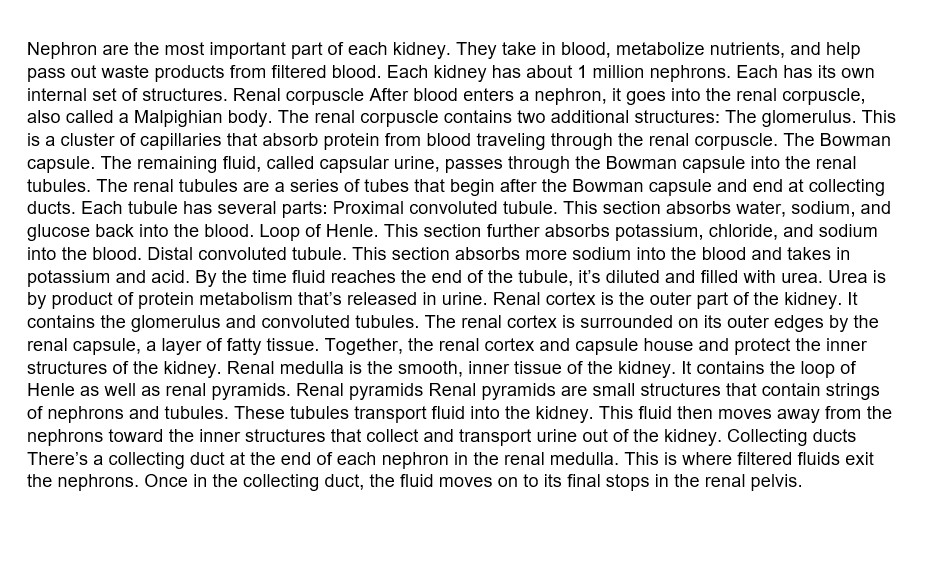 Nephron are the most important part of each kidney. They take in blood, metabolize nutrients, and help
pass out waste products from filtered blood. Each kidney has about 1 million nephrons. Each has its own
internal set of structures. Renal corpuscle After blood enters a nephron, it goes into the renal corpuscle,
also called a Malpighian body. The renal corpuscle contains two additional structures: The glomerulus. This
is a cluster of capillaries that absorb protein from blood traveling through the renal corpuscle. The Bowman
capsule. The remaining fluid, called capsular urine, passes through the Bowman capsule into the renal
tubules. The renal tubules are a series of tubes that begin after the Bowman capsule and end at collecting
ducts. Each tubule has several parts: Proximal convoluted tubule. This section absorbs water, sodium, and
glucose back into the blood. Loop of Henle. This section further absorbs potassium, chloride, and sodium
into the blood. Distal convoluted tubule. This section absorbs more sodium into the blood and takes in
potassium and acid. By the time fluid reaches the end of the tubule, it’s diluted and filled with urea. Urea is
by product of protein metabolism that’s released in urine. Renal cortex is the outer part of the kidney. It
contains the glomerulus and convoluted tubules. The renal cortex is surrounded on its outer edges by the
renal capsule, a layer of fatty tissue. Together, the renal cortex and capsule house and protect the inner
structures of the kidney. Renal medulla is the smooth, inner tissue of the kidney. It contains the loop of
Henle as well as renal pyramids. Renal pyramids Renal pyramids are small structures that contain strings
of nephrons and tubules. These tubules transport fluid into the kidney. This fluid then moves away from the
nephrons toward the inner structures that collect and transport urine out of the kidney. Collecting ducts
There’s a collecting duct at the end of each nephron in the renal medulla. This is where filtered fluids exit
the nephrons. Once in the collecting duct, the fluid moves on to its final stops in the renal pelvis.